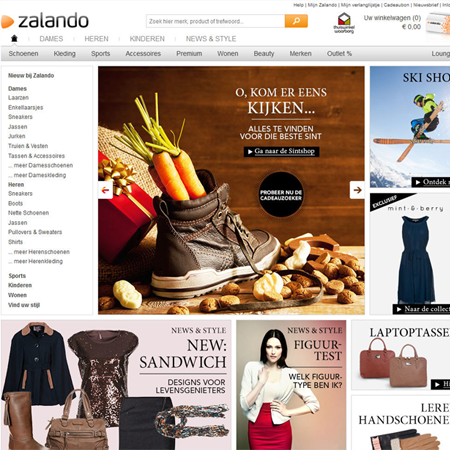 Help | Mijn Zalando | Mijn verlanglijstje | Cadeaubon | Nieuwsbrief |
zalando
Zoek hier merk, product of trefwoord...
thuiswinkel
waarborg
Uw winkelwagen (0)
€ 0,00
DAMES
HEREN
KINDEREN
NEWS & STYLE
Schoenen Kleding Sports Accessoires Premium Wonen Beauty Merken Outlet % Loung
Nieuw bij Zalando
Dames
Laarzen
Enkellaarsjes
Sneakers
Jassen
Jurken
Truien & Vesten
Tassen & Accessoires
... meer Damesschoenen
... meer Dameskleding
Heren
Sneakers
Boots
Nette Schoenen
Jassen
Pullovers & Sweaters
Shirts
... meer Herenschoenen
... meer Herenkleding
Sports
Kinderen
Wonen
Vind uw stijl
O, KOM ER EENS
KIJKEN...
ALLES TE VINDEN
VOOR DE BESTE SINT
Ga naar de Sintshop
PROBEER NU DE
CADEAUZOEKER
SKI SHO
Ontdek
EXCLUSIEF
mint&berry
Naar de collect
NEWS & STYLE
NEW:
SANDWICH
DESIGNS VOOR
LEVENSGENIETERS
NEWS & STYLE
FIGUUR-
TEST
WELK FIGUUR-
TYPE BEN IK?
LAPTOPTASSE
Hi
LERE
HANDSCHOENE